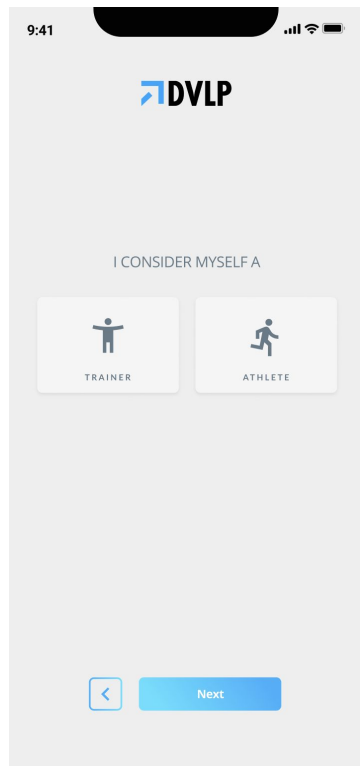 9:41
DVLP
I CONSIDER MYSELF A
TRAINER
ATHLETE
Next